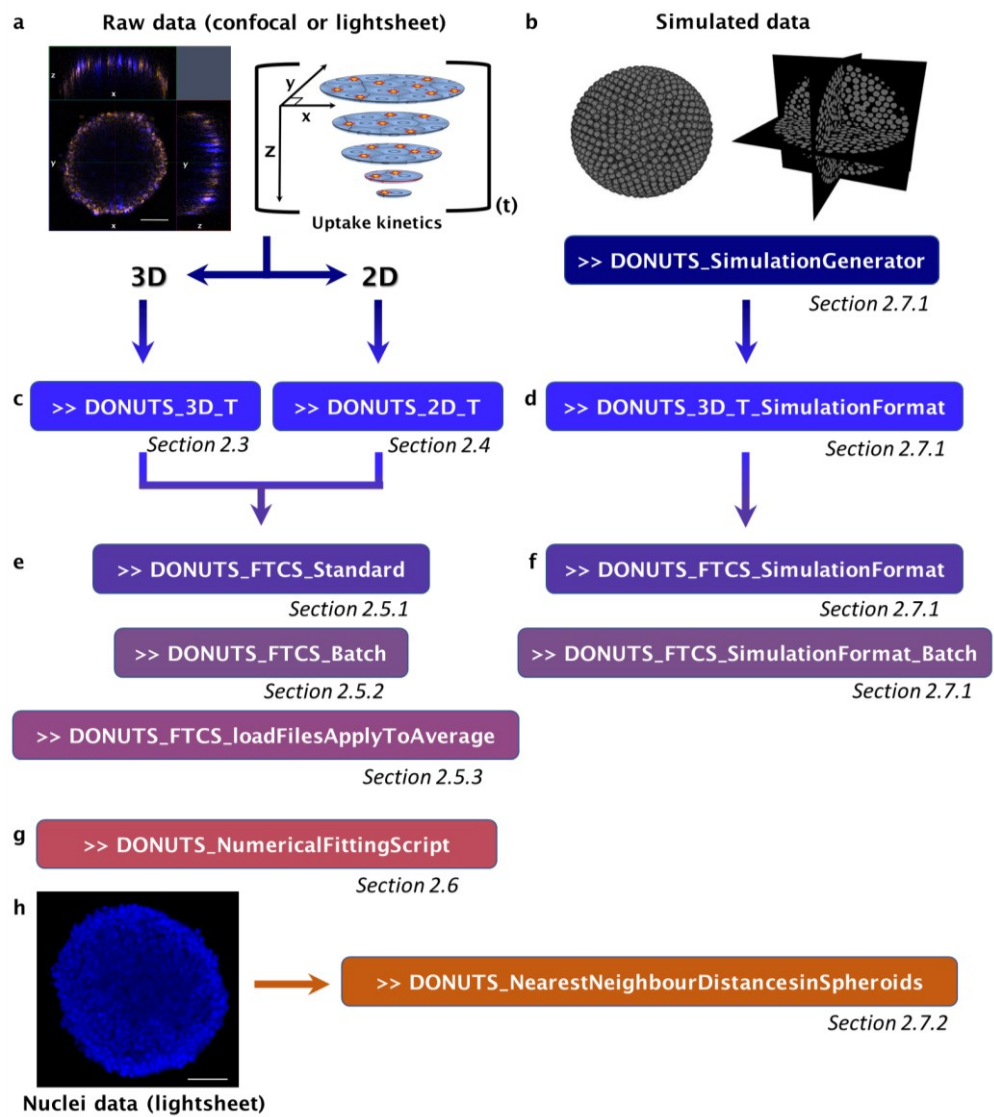 a
Raw data (confocal or lightsheet)
b
Simulated data
z
x
y
y
x
z
y
x
z
(t)
Uptake kinetics
3D
2D
>> DONUTS_SimulationGenerator
Section 2.7.1
c
>> DONUTS_3D_T
Section 2.3
>> DONUTS_2D_T
Section 2.4
d
>> DONUTS_3D_T_SimulationFormat
Section 2.7.1
e
>> DONUTS_FTCS_Standard
Section 2.5.1
f
>> DONUTS_FTCS_SimulationFormat
Section 2.7.1
>> DONUTS_FTCS_Batch
Section 2.5.2
>> DONUTS_FTCS_SimulationFormat_Batch
Section 2.7.1
>> DONUTS_FTCS_loadFilesApplyToAverage
Section 2.5.3
g
>> DONUTS_NumericalFittingScript
Section 2.6
h
>> DONUTS_NearestNeighbourDistancesinSpheroids
Section 2.7.2
Nuclei data (lightsheet)